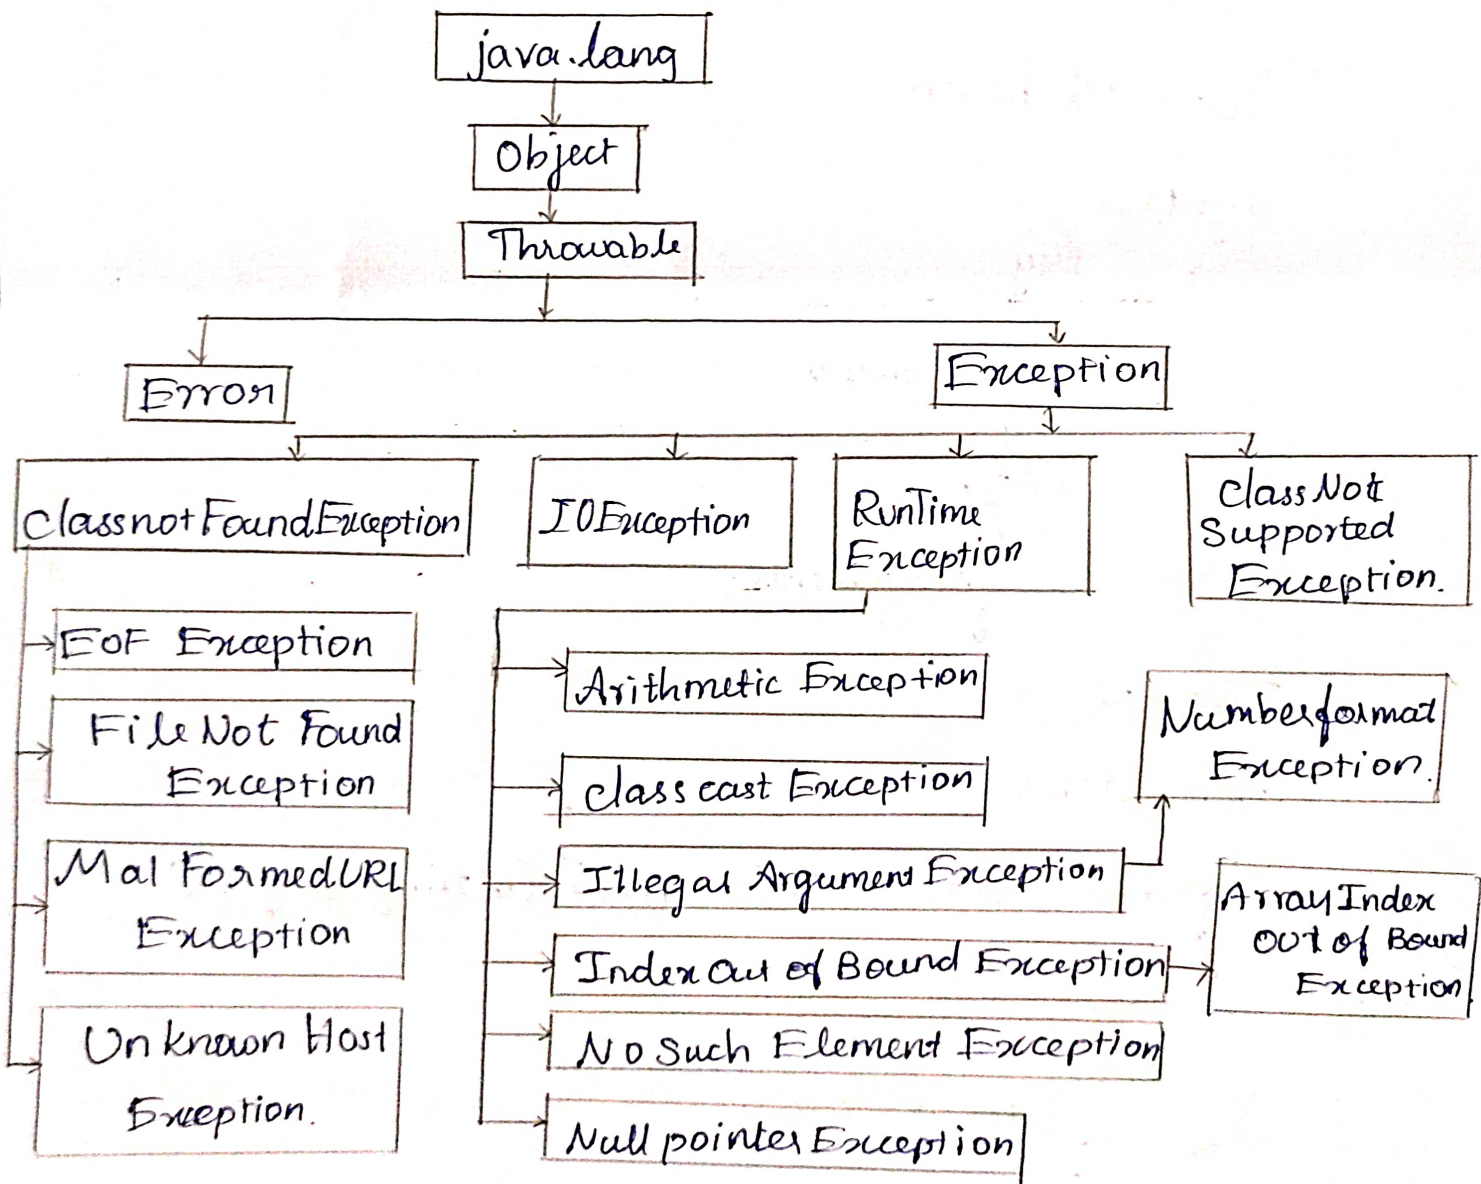 java.lang
Object
Throwable
Error
Exception
ClassnotFoundException
IOException
RunTime
Exception
Class Not
Supported
Exception.
EOF Exception
File Not Found
Exception
Mal FormedURL
Exception
Unknown Host
Exception.
Arithmetic Exception
class cast Exception
Illegal Argument Exception
Index Out of Bound Exception
No Such Element Exception
Null pointer Exception
Numberformat
Exception.
Array Index
Out of Bound
Exception